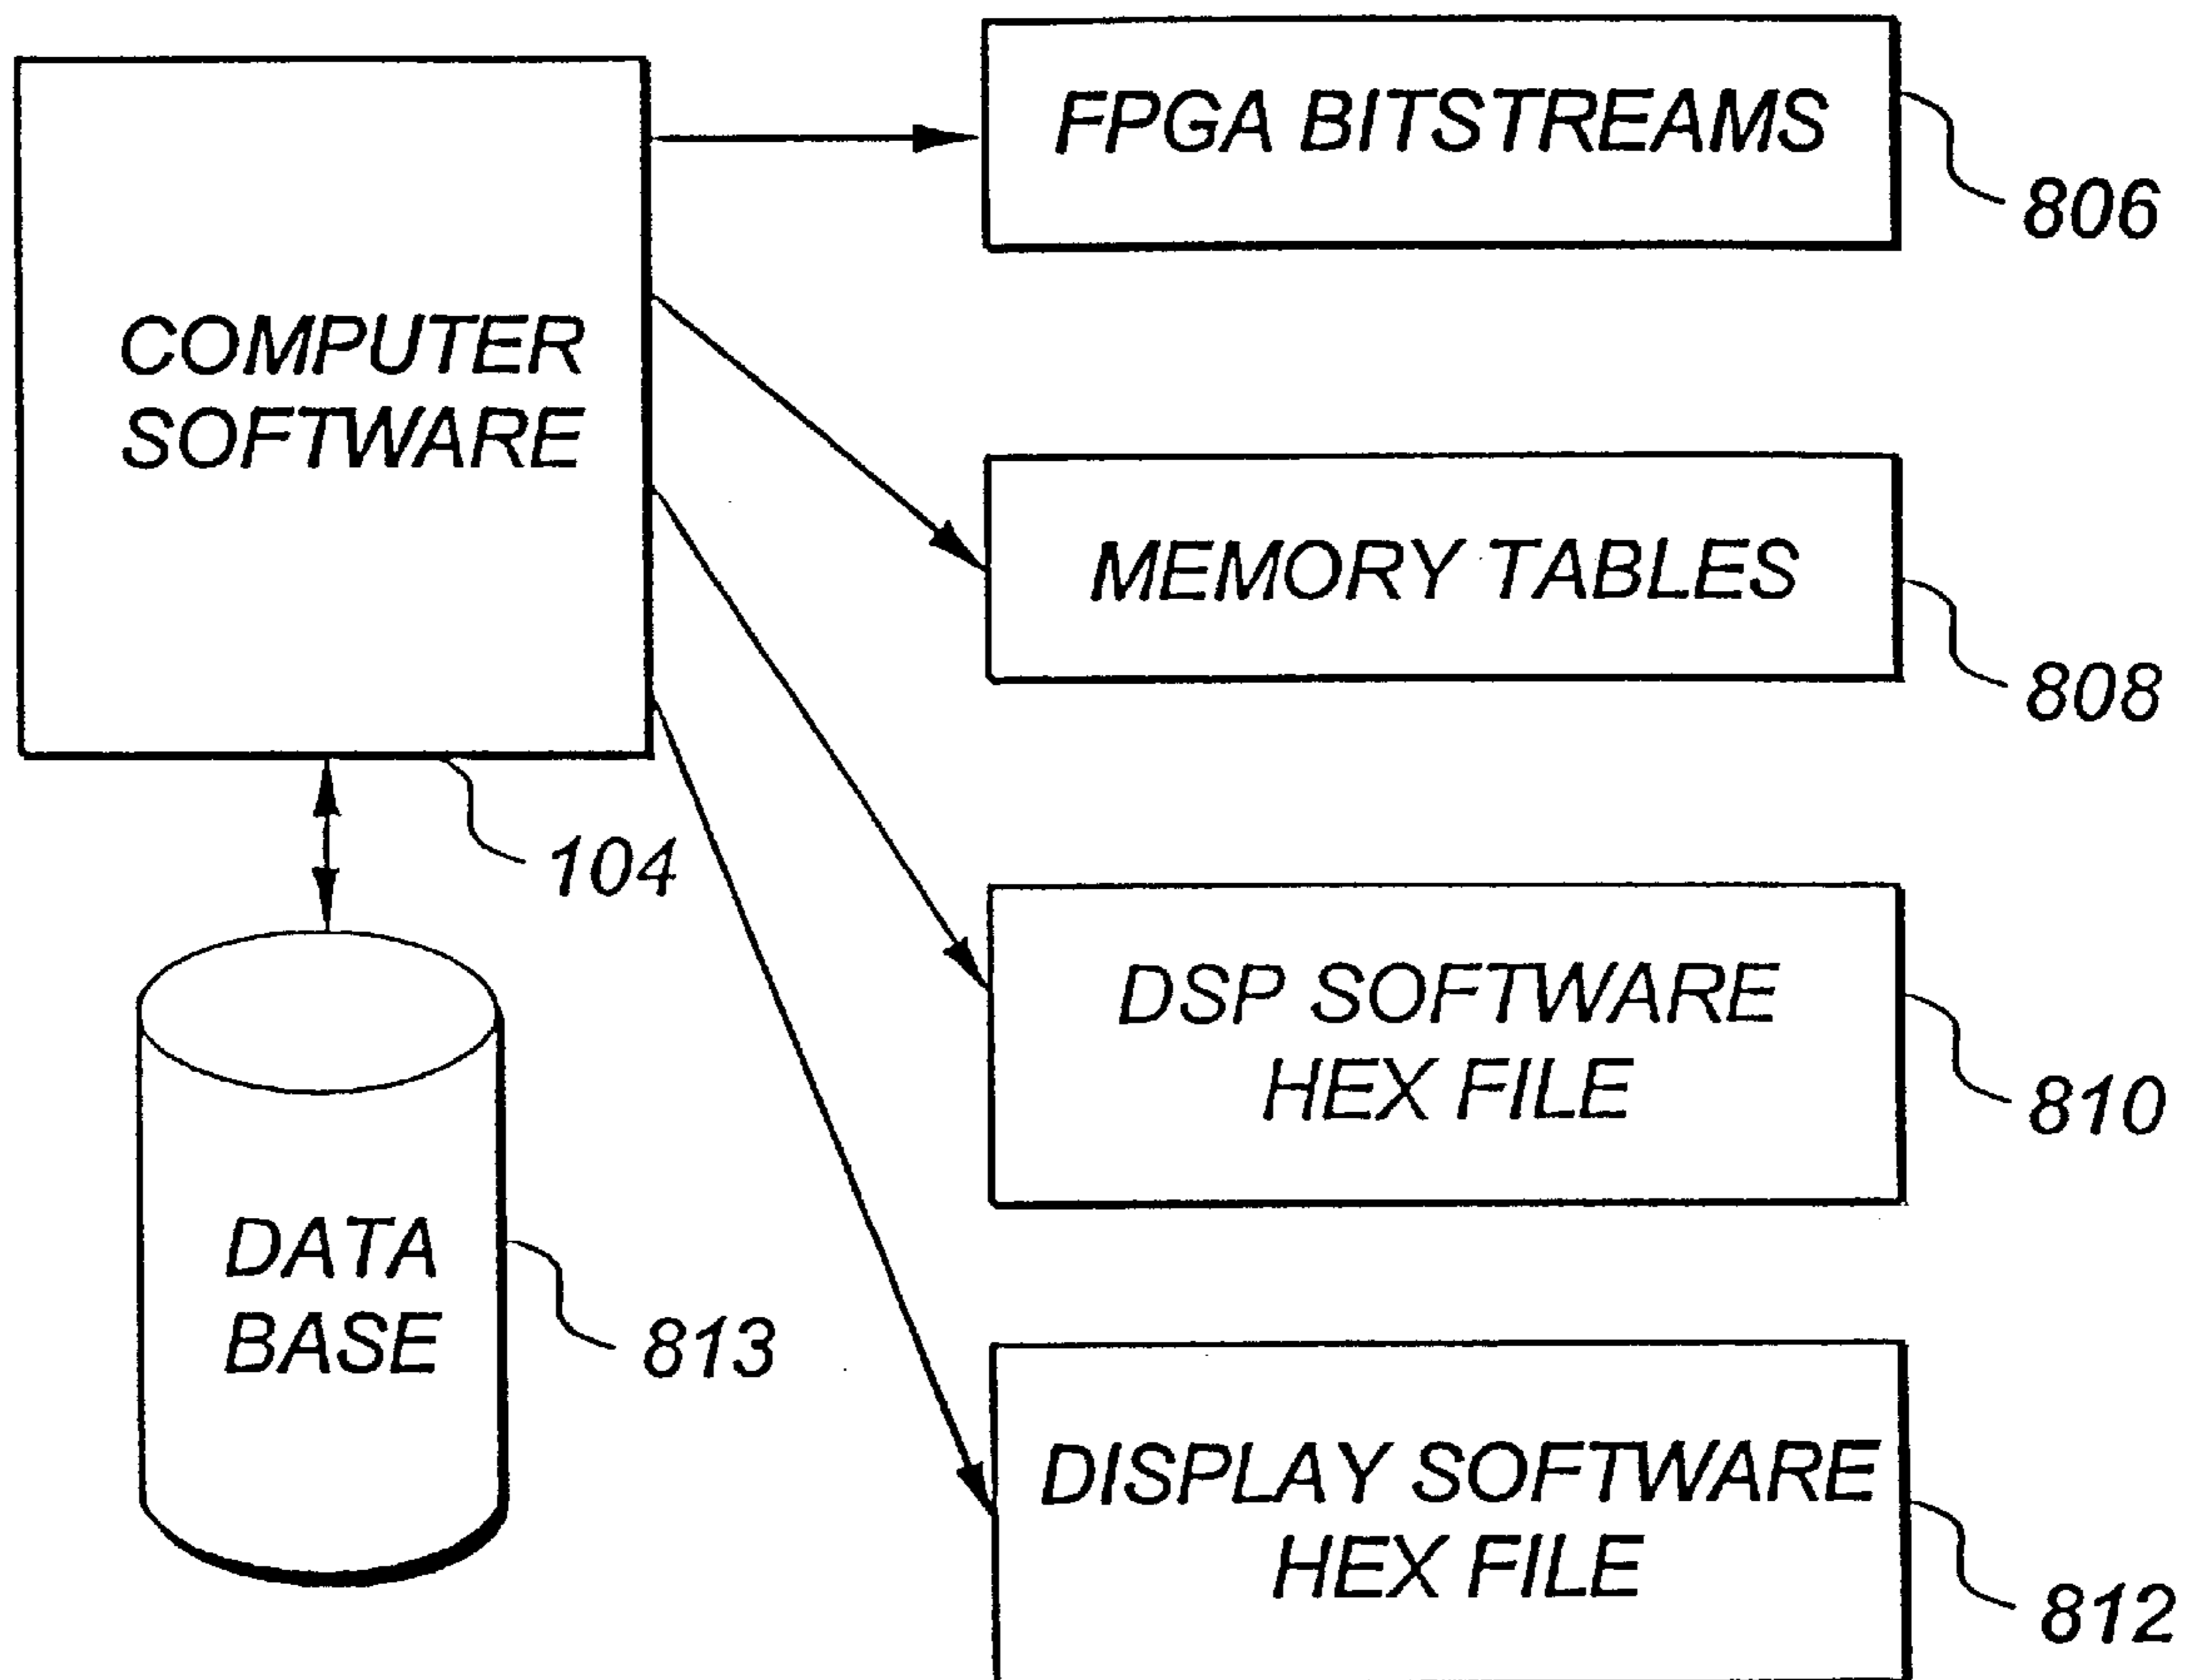 FPGA BITSTREAMS
806
COMPUTER
SOFTWARE
MEMORY TABLES
808
104
DSP SOFTWARE
HEX FILE
810
DATA
BASE
813
DISPLAY SOFTWARE
HEX FILE
812